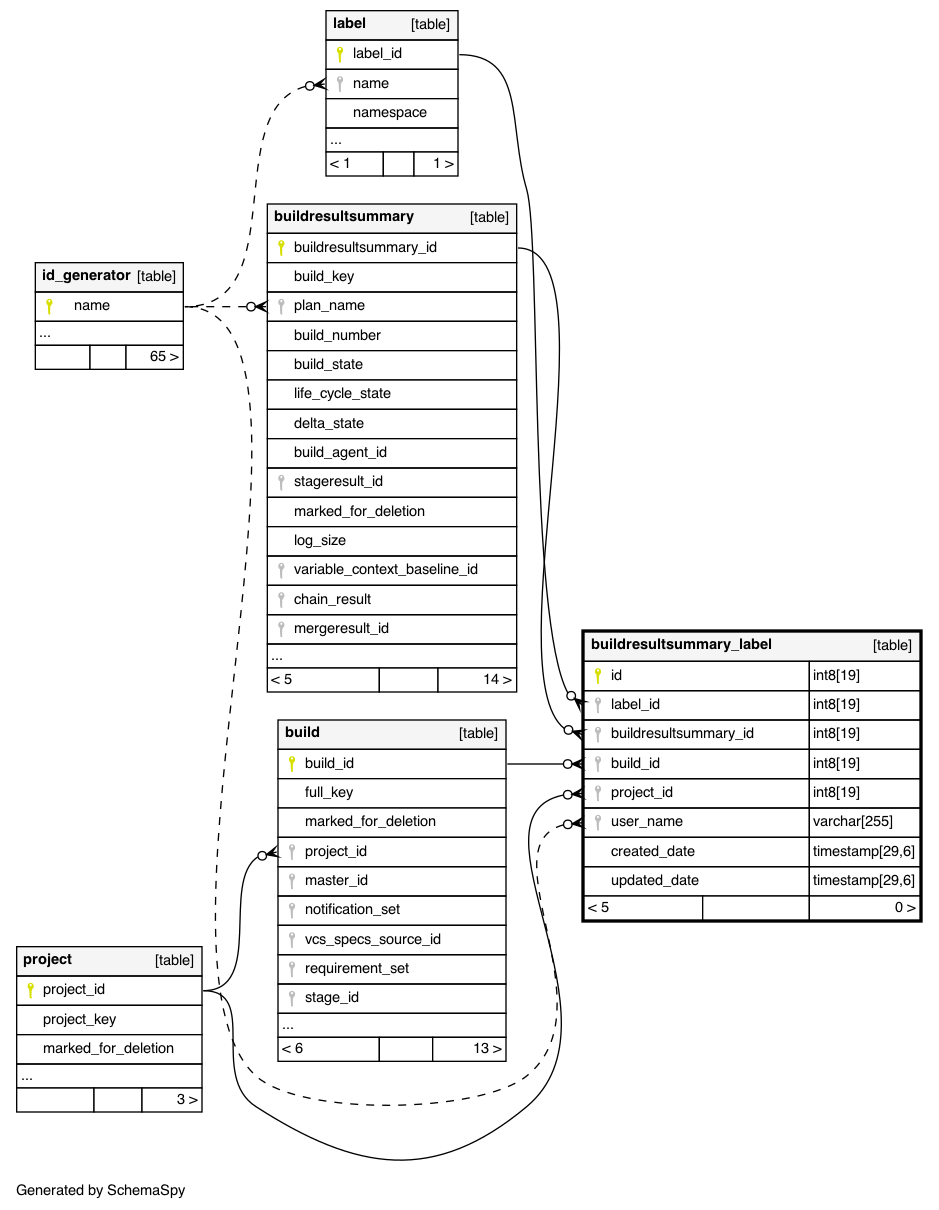 label [table]
label_id
name
namespace
...
< 1 1 >
buildresultsummary [table]
buildresultsummary_id
build_key
plan_name
build_number
build_state
life_cycle_state
delta_state
build_agent_id
stageresult_id
marked_for_deletion
log_size
variable_context_baseline_id
chain_result
mergeresult_id
...
< 5 14 >
id_generator [table]
name
...
65 >
buildresultsummary_label [table]
id int8[19]
label_id int8[19]
buildresultsummary_id int8[19]
build_id int8[19]
project_id int8[19]
user_name varchar[255]
created_date timestamp[29,6]
updated_date timestamp[29,6]
< 5 0 >
build [table]
build_id
full_key
marked_for_deletion
project_id
master_id
notification_set
vcs_specs_source_id
requirement_set
stage_id
...
< 6 13 >
project [table]
project_id
project_key
marked_for_deletion
...
3 >
Generated by SchemaSpy